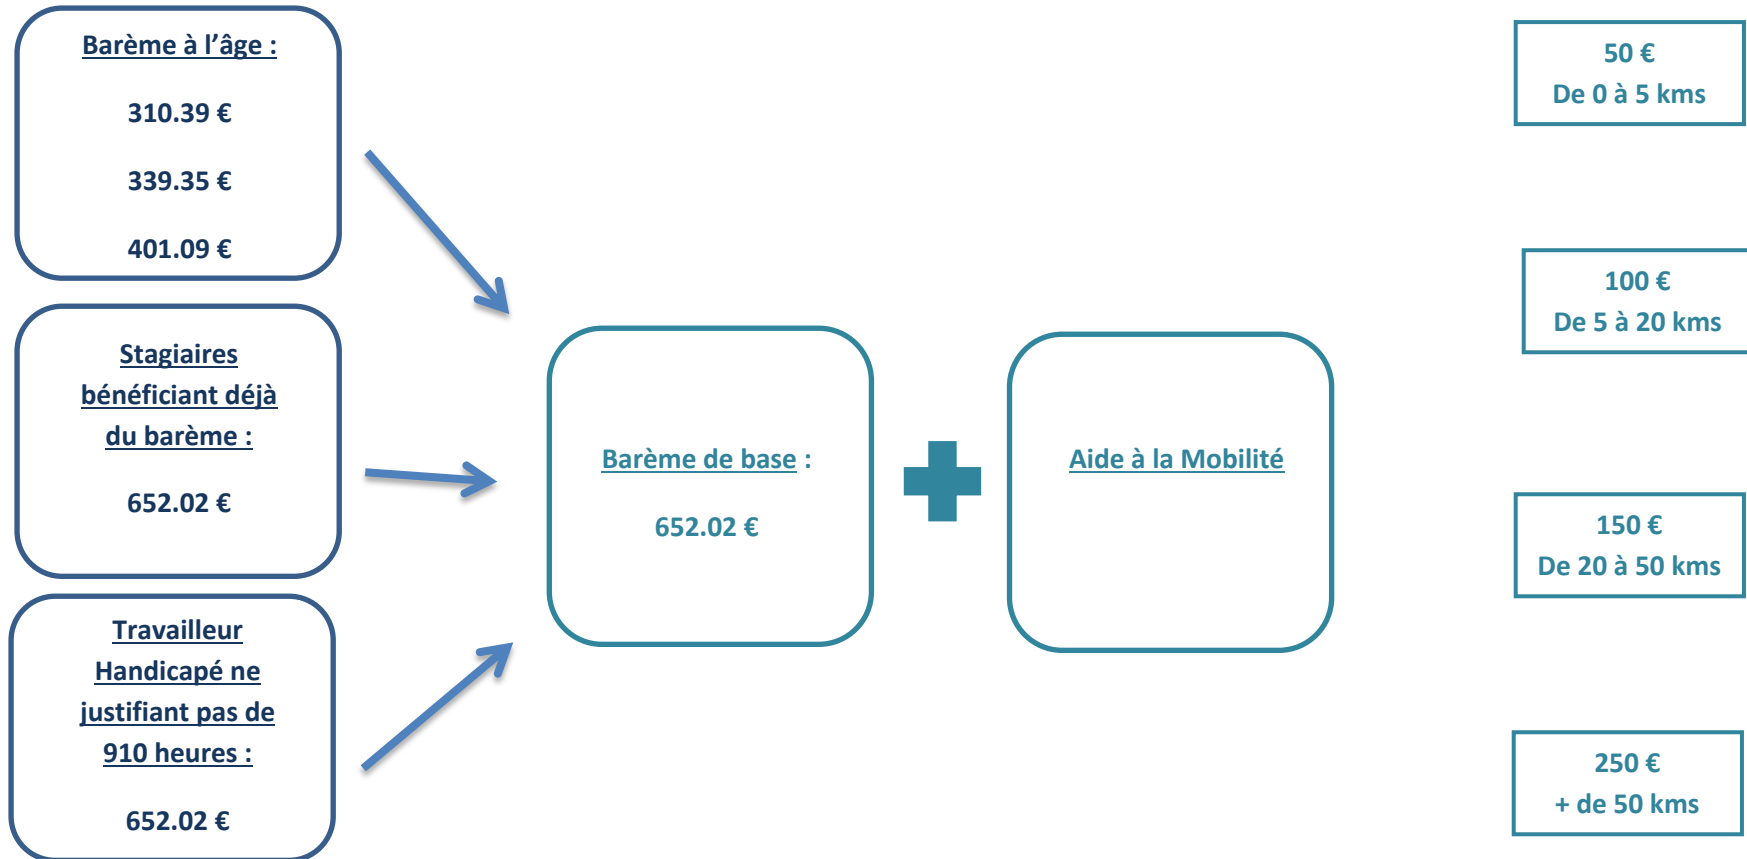 Barème à l’âge :
310.39 €
339.35 €
401.09 €
Stagiaires
bénéficiant déjà
du barème :
652.02 €
Travailleur
Handicapé ne
justifiant pas de
910 heures :
652.02 €
Barème de base :
652.02 €
Aide à la Mobilité
50 €
De 0 à 5 kms
100 €
De 5 à 20 kms
150 €
De 20 à 50 kms
250 €
+ de 50 kms